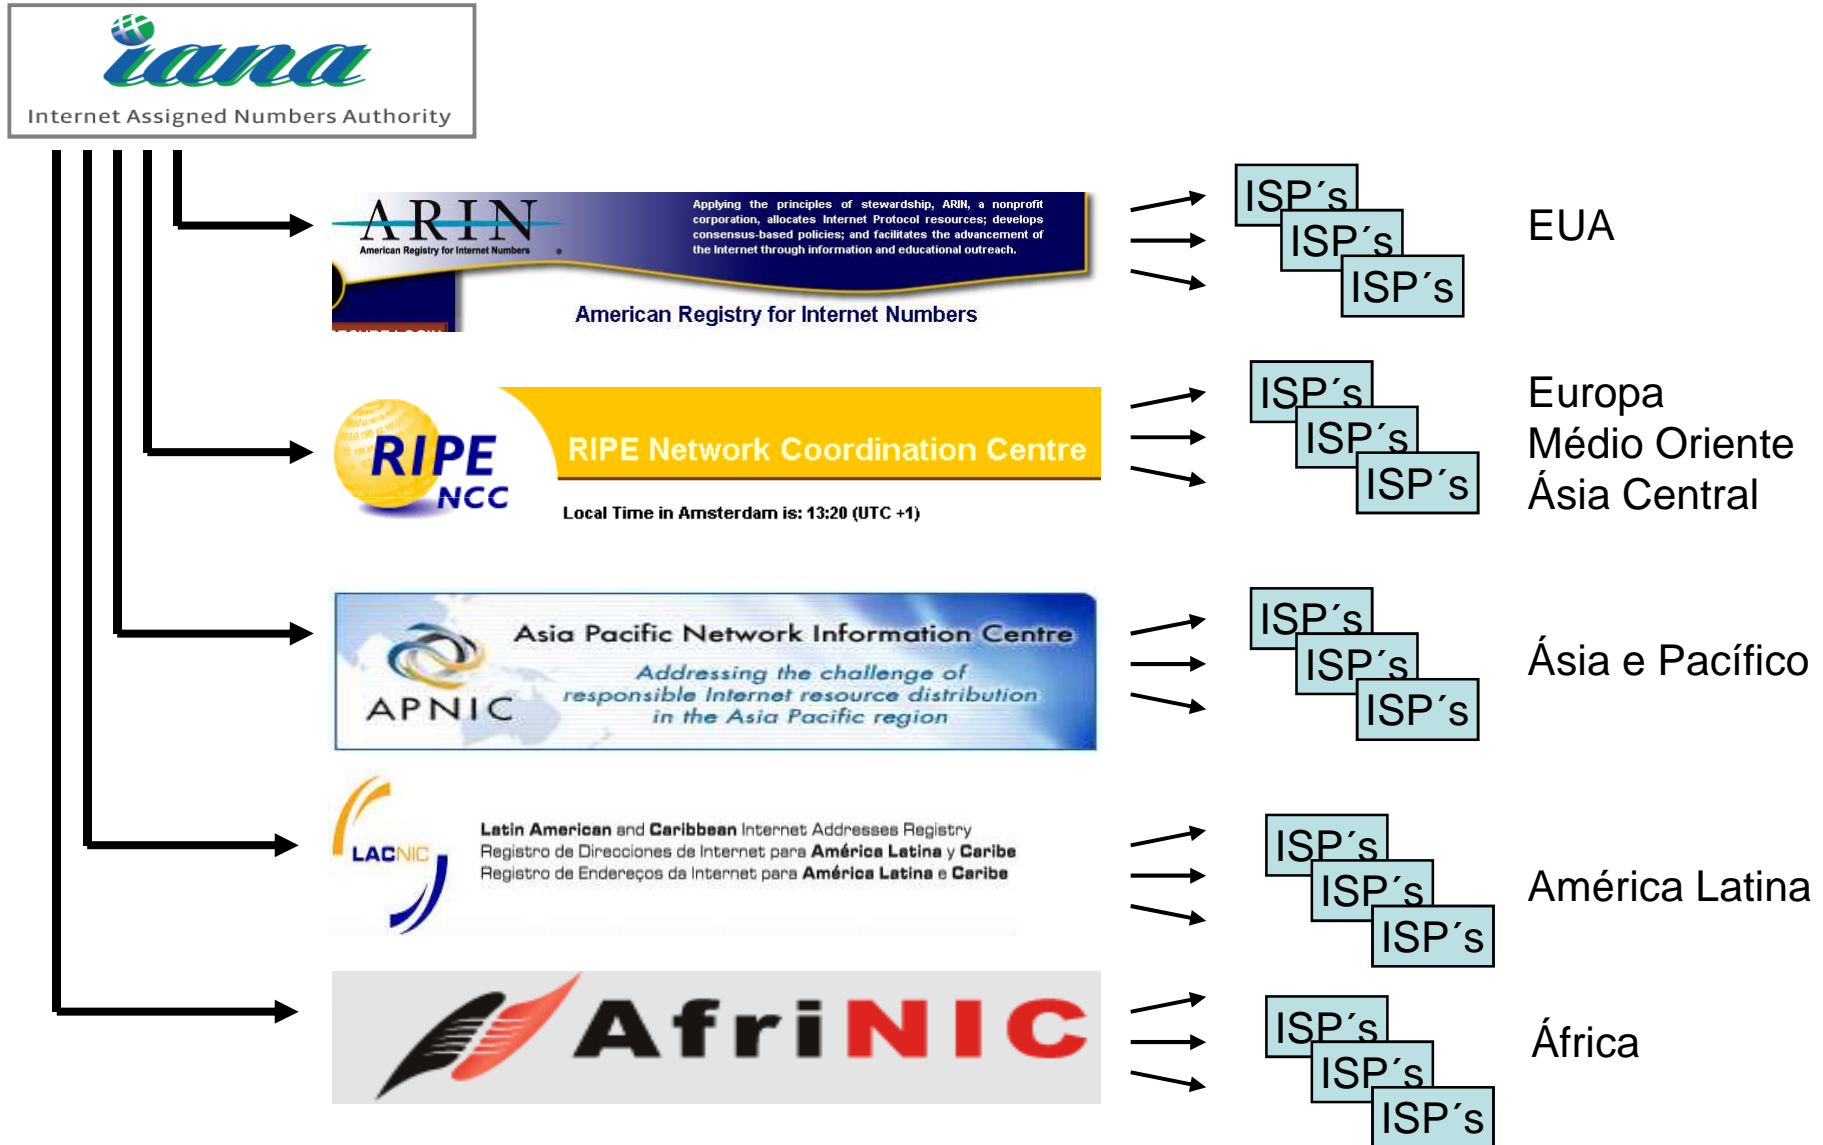 iana
Internet Assigned Numbers Authority
ARIN
American Registry for Internet Numbers
Applying the principles of stewardship, ARIN, a nonprofit
corporation, allocates Internet Protocol resources; develops
consensus-based policies; and facilitates the advancement of
the Internet through information and educational outreach.
American Registry for Internet Numbers
ISP´s
ISP´s
ISP´s
EUA
RIPE
NCC
RIPE Network Coordination Centre
Local Time in Amsterdam is: 13:20 (UTC +1)
ISP´s
ISP´s
ISP´s
Europa
Médio Oriente
Ásia Central
APNIC
Asia Pacific Network Information Centre
Addressing the challenge of
responsible Internet resource distribution
in the Asia Pacific region
ISP´s
ISP´s
ISP´s
Ásia e Pacífico
LACNIC
Latin American and Caribbean Internet Addresses Registry
Registro de Direcciones de Internet para América Latina y Caribe
Registro de Endereços da Internet para América Latina e Caribe
ISP´s
ISP´s
ISP´s
América Latina
AfriNIC
ISP´s
ISP´s
ISP´s
África